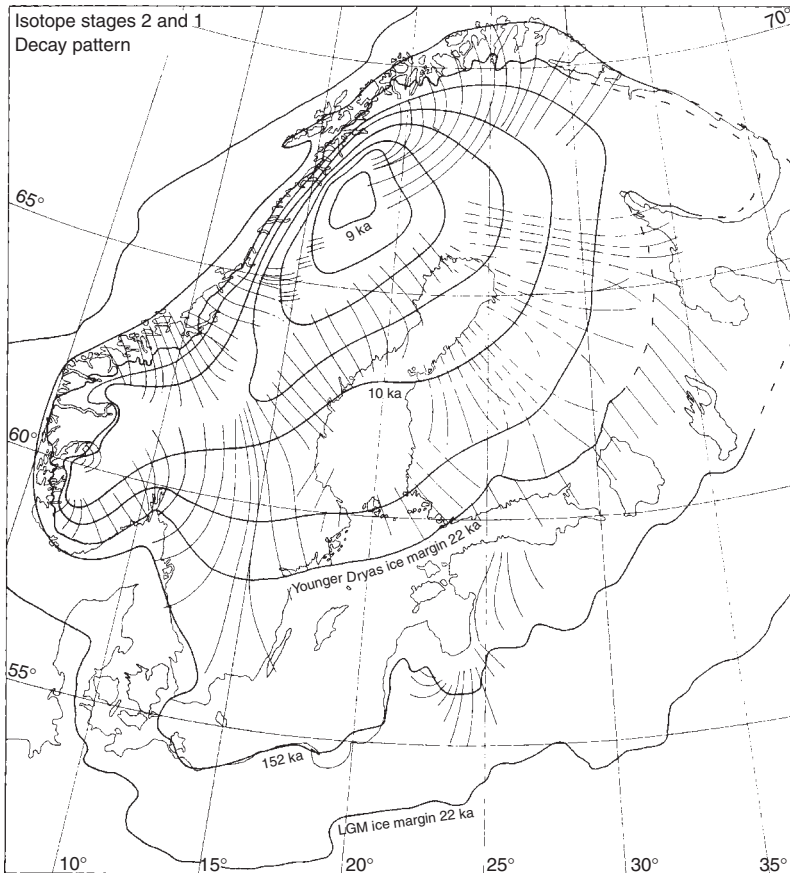 Isotope stages 2 and 1
Decay pattern
70°
65°
9 ka
10 ka
60°
Younger Dryas ice margin 22 ka
55°
152 ka
LGM ice margin 22 ka
10°
15°
20°
25°
30°
35°